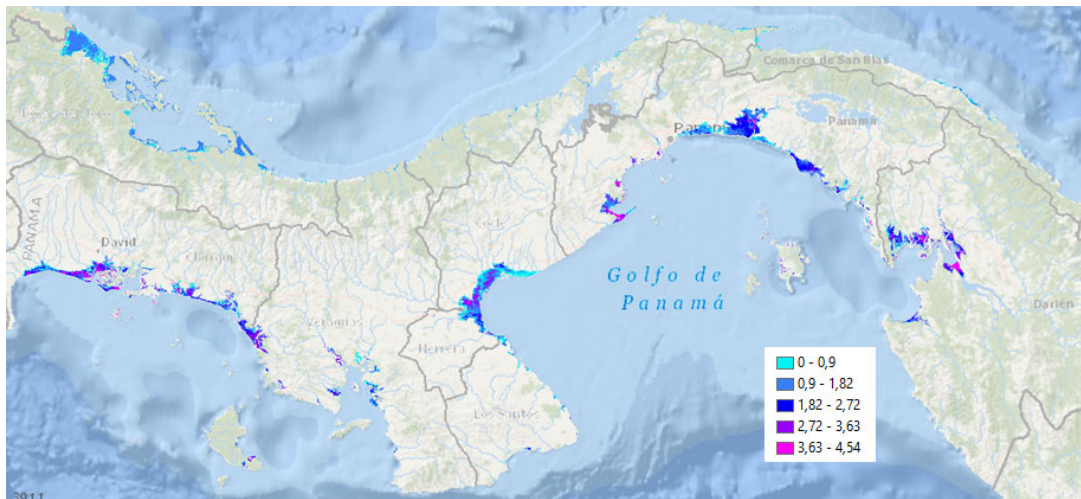 Comarca de San Blas
Panamá
Panamá
PANAMA
David
Chiriquí
Coclé
Veraguas
Herrera
Los Santos
Darién
Golfo de
Panamá
0 - 0,9
0,9 - 1,82
1,82 - 2,72
2,72 - 3,63
3,63 - 4,54